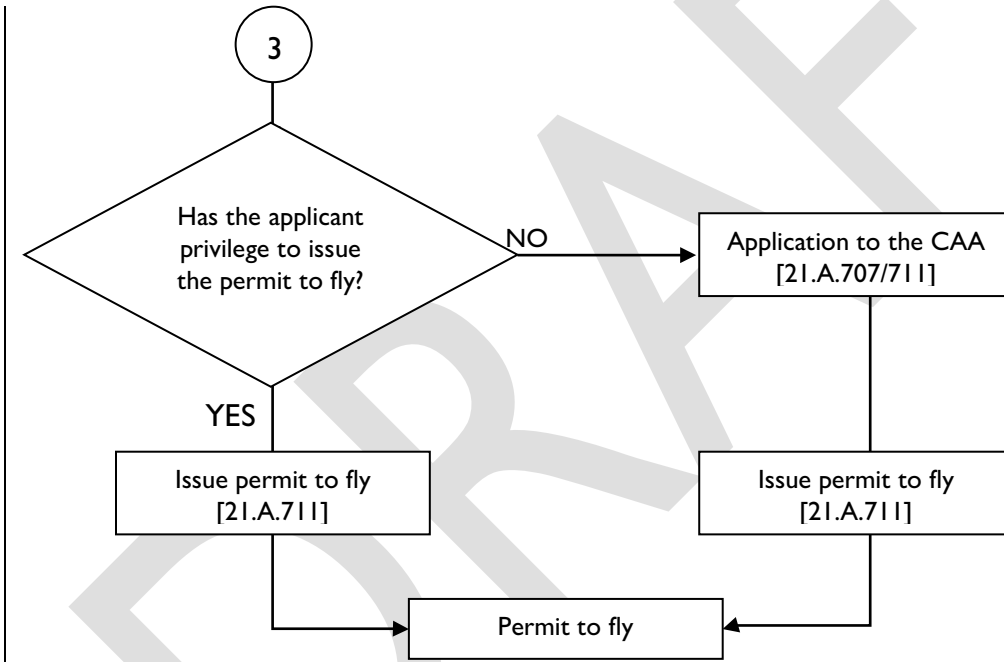 3
Has the applicant
privilege to issue
the permit to fly?
NO
Application to the CAA
[21.A.707/711]
YES
Issue permit to fly
[21.A.711]
Issue permit to fly
[21.A.711]
Permit to fly
DRAF